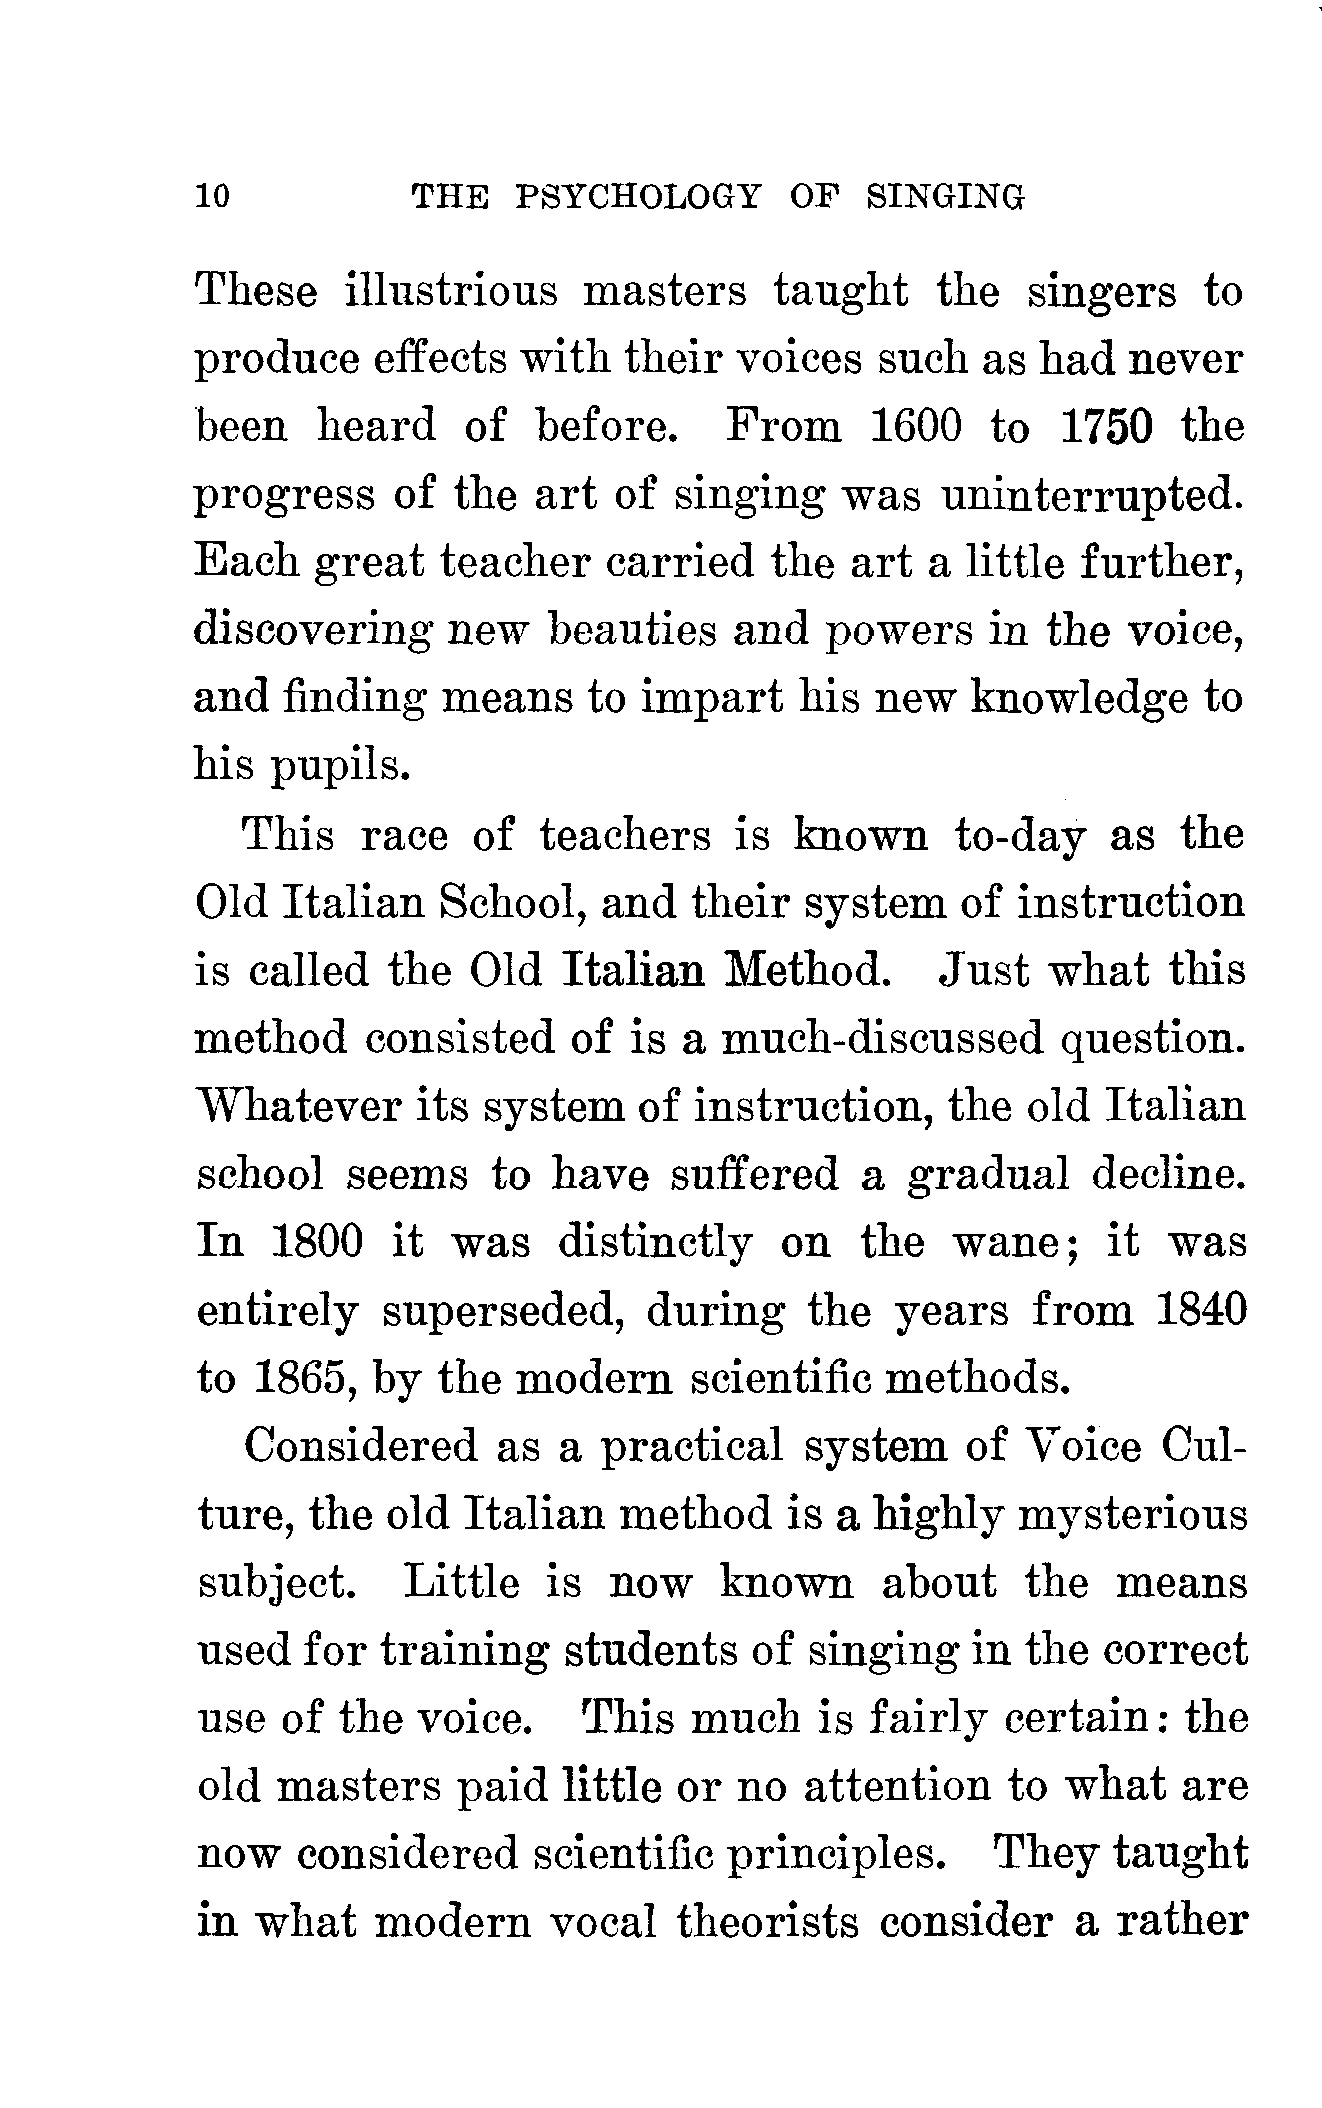 10 THE PSYCHOLOGY OF SINGING
These illustrious masters taught the singers to
produce effects with their voices such as had never
been heard of before. From 1600 to 1750 the
progress of the art of singing was uninterrupted.
Each great teacher carried the art a little further,
discovering new beauties and powers in the voice,
and finding means to impart his new knowledge to
his pupils.
This race of teachers is known to-day as the
Old Italian School, and their system of instruction
is called the Old Italian Method. Just what this
method consisted of is a much-discussed question.
Whatever its system of instruction, the old Italian
school seems to have suffered a gradual decline.
In 1800 it was distinctly on the wane; it was
entirely superseded, during the years from 1840
to 1865, by the modern scientific methods.
Considered as a practical system of Voice Cul-
ture, the old Italian method is a highly mysterious
subject. Little is now known about the means
used for training students of singing in the correct
use of the voice. This much is fairly certain: the
old masters paid little or no attention to what are
now considered scientific principles. They taught
in what modern vocal theorists consider a rather